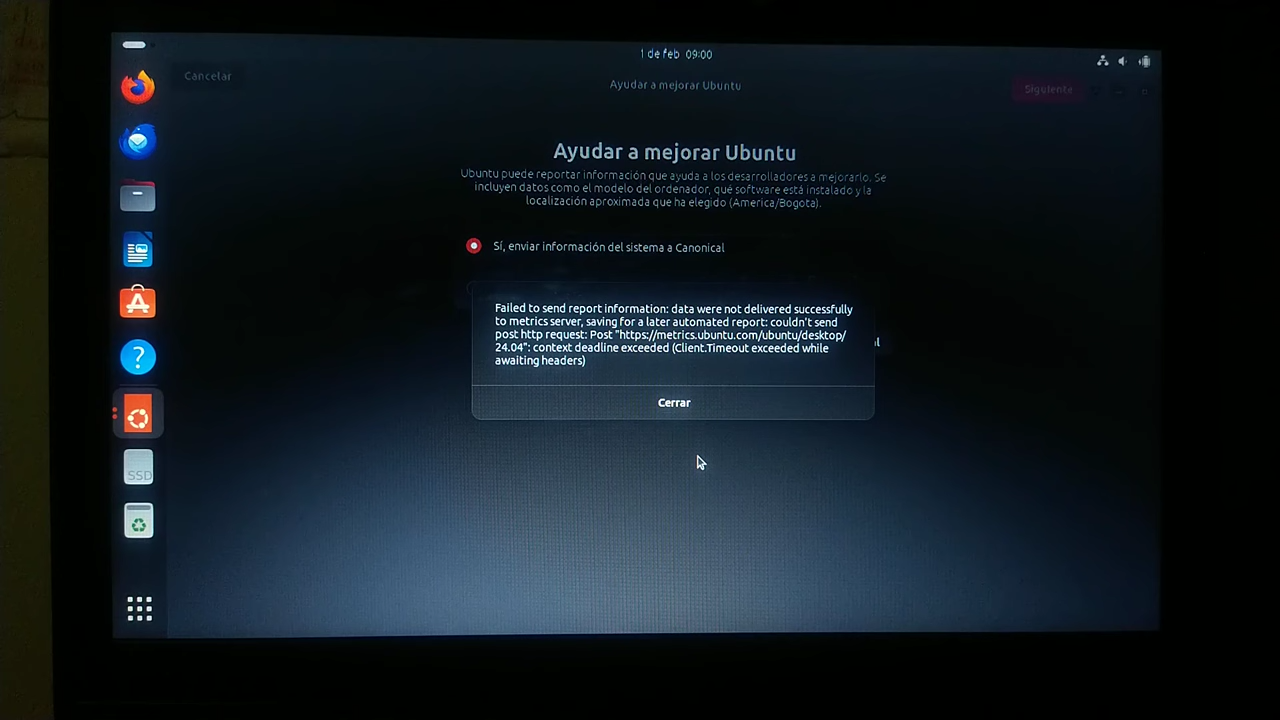 1 de feb 09:00
Cancelar
Ayudar a mejorar Ubuntu
Siguiente
Ayudar a mejorar Ubuntu
Ubuntu puede reportar información que ayuda a los desarrolladores a mejorarlo. Se
incluyen datos como el modelo del ordenador, qué software está instalado y la
localización aproximada que ha elegido (America/Bogota).
Sí, enviar información del sistema a Canonical
Failed to send report information: data were not delivered successfully
to metrics server, saving for a later automated report: couldn't send
post http request: Post "https://metrics.ubuntu.com/ubuntu/desktop/
24.04": context deadline exceeded (Client.Timeout exceeded while
awaiting headers)
al
Cerrar
SSD